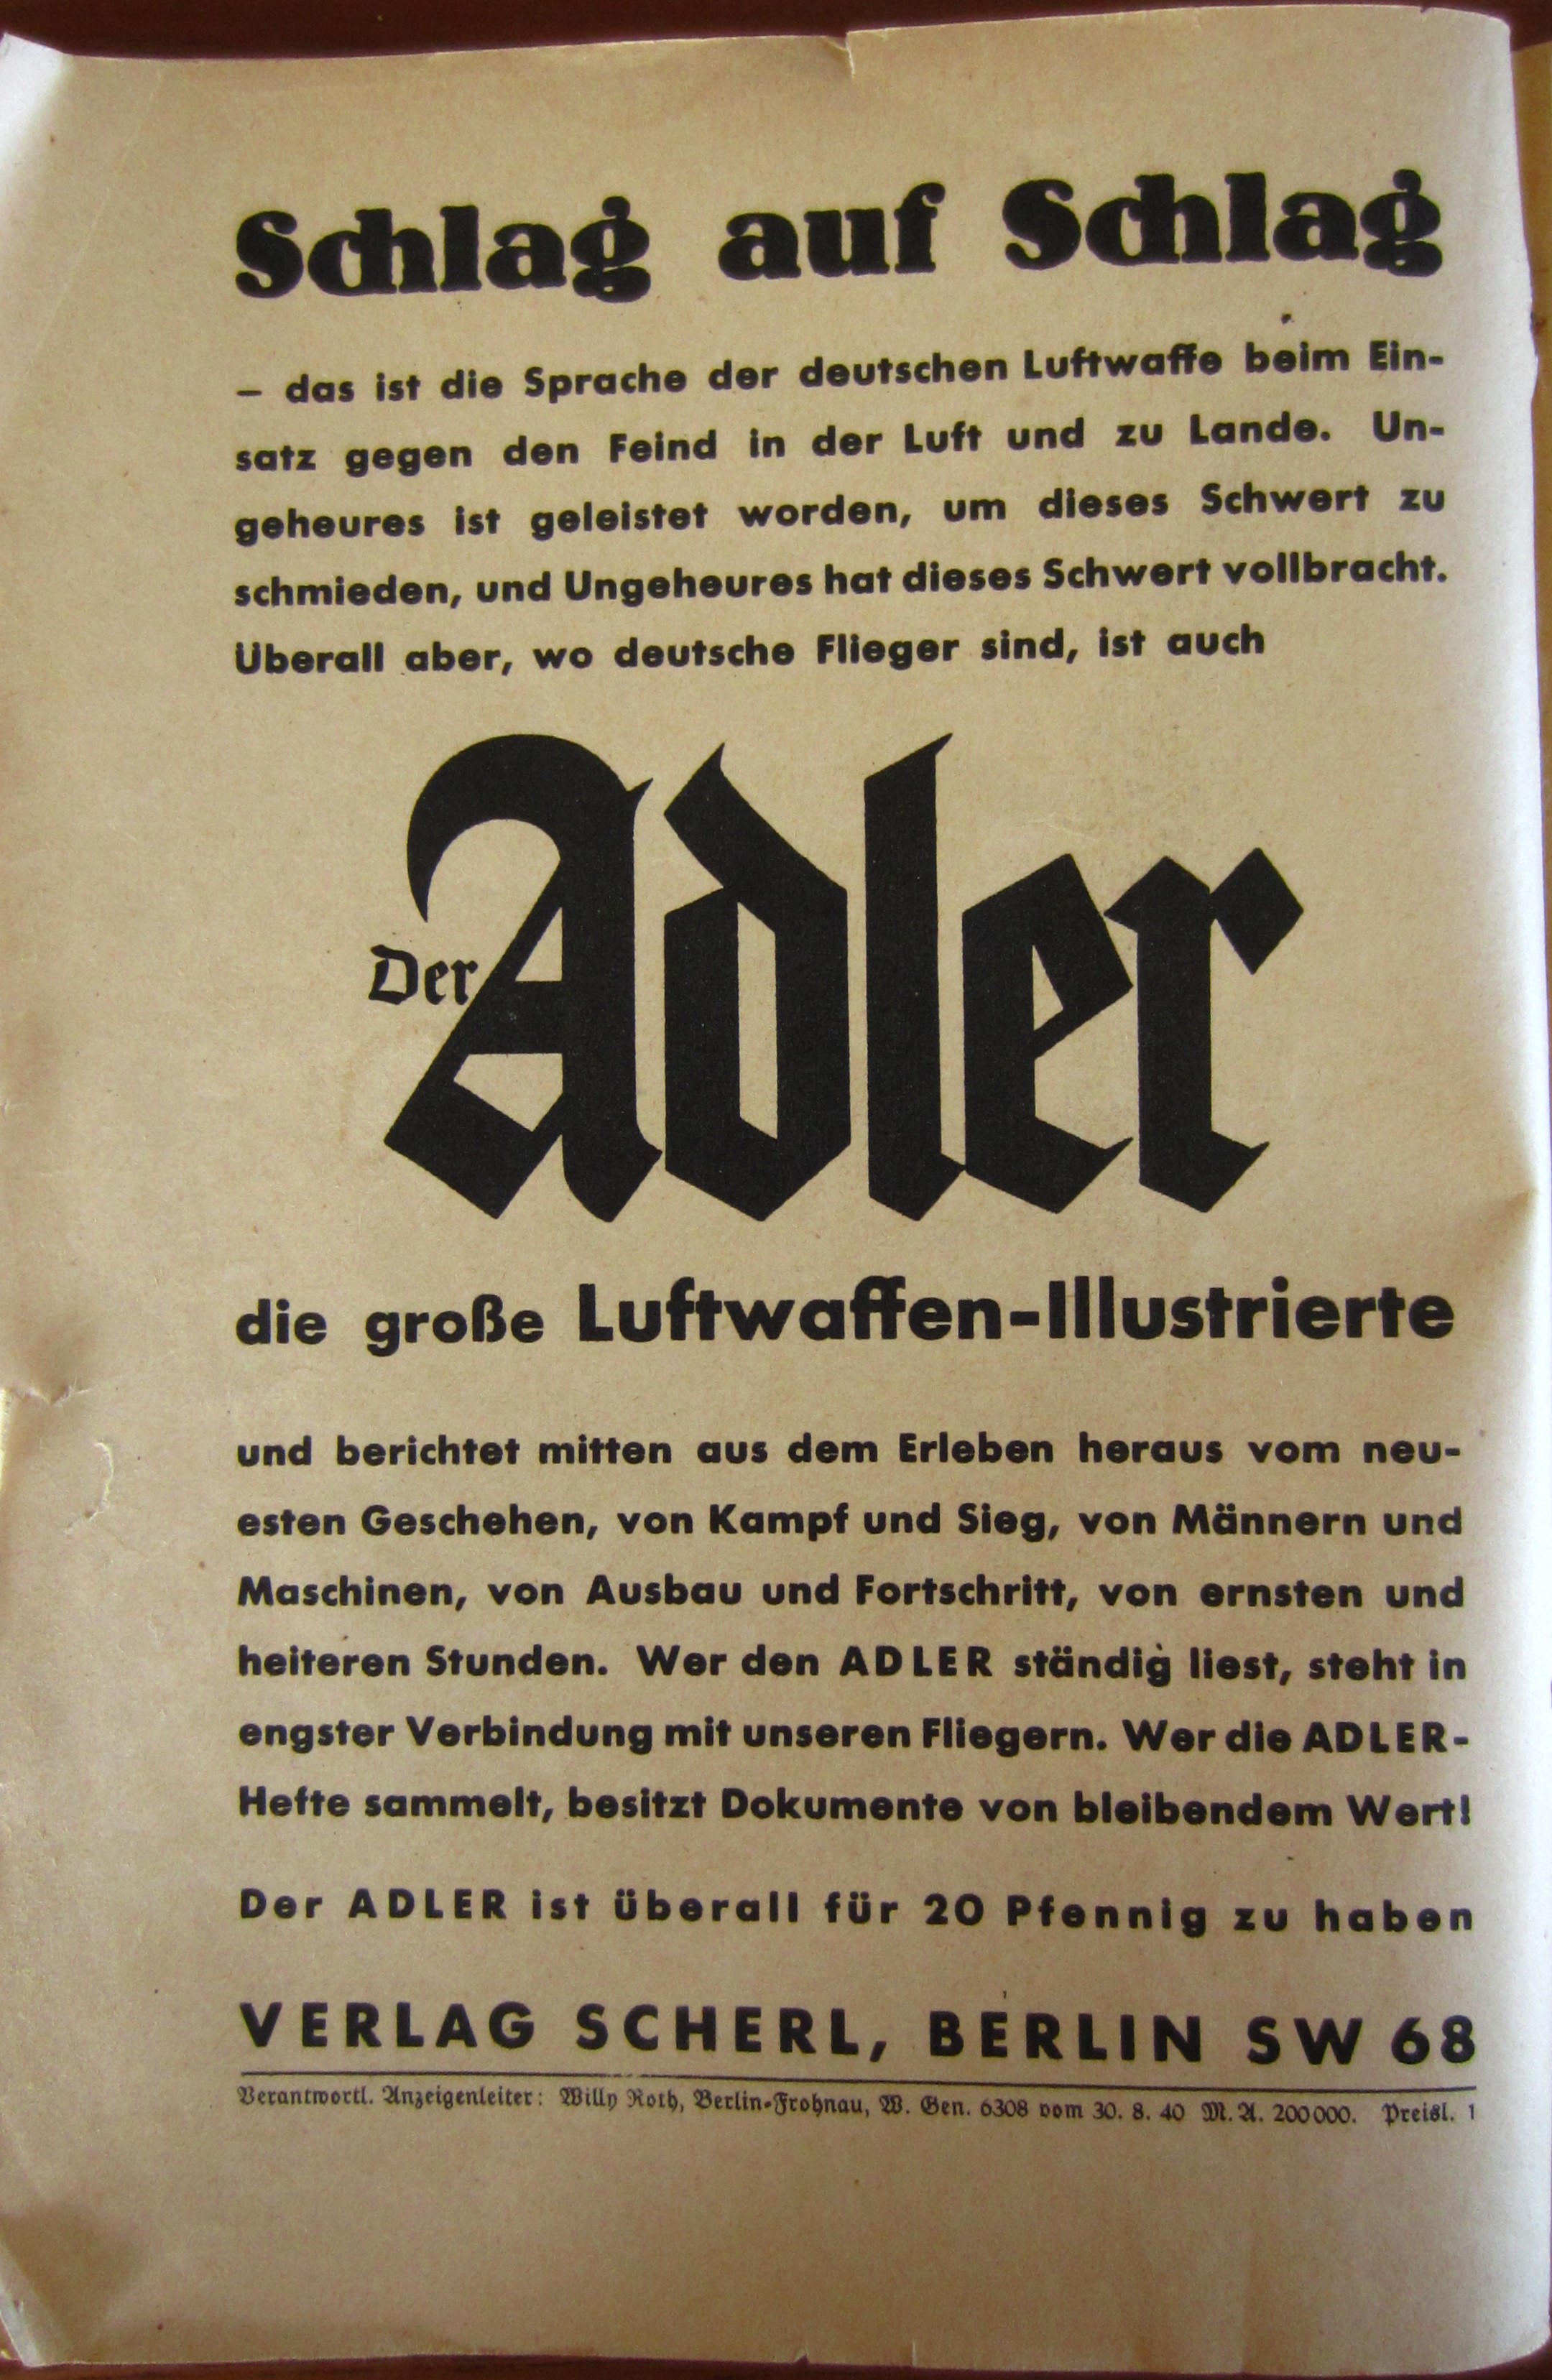 Schlag auf Schlag
– das ist die Sprache der deutschen Luftwaffe beim Ein-
satz gegen den Feind in der Luft und zu Lande. Un-
geheures ist geleistet worden, um dieses Schwert zu
schmieden, und Ungeheures hat dieses Schwert vollbracht.
Überall aber, wo deutsche Flieger sind, ist auch
Der Adler
die große Luftwaffen-Illustrierte
und berichtet mitten aus dem Erleben heraus vom neu-
esten Geschehen, von Kampf und Sieg, von Männern und
Maschinen, von Ausbau und Fortschritt, von ernsten und
heiteren Stunden. Wer den ADLER ständig liest, steht in
engster Verbindung mit unseren Fliegern. Wer die ADLER-
Hefte sammelt, besitzt Dokumente von bleibendem Wert!
Der ADLER ist überall für 20 Pfennig zu haben
VERLAG SCHERL, BERLIN SW 68
Verantwortl. Anzeigenleiter: Willy Roth, Berlin-Frohnau, W. Gen. 6308 vom 30. 8. 40 M. A. 200000. Preisl. 1